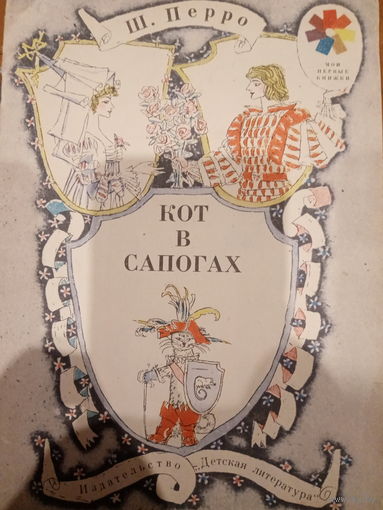 Ш. Перро
МОИ
ПЕРВЫЕ
КНИЖКИ
КОТ
В
САПОГАХ
Издательство „Детская литература"